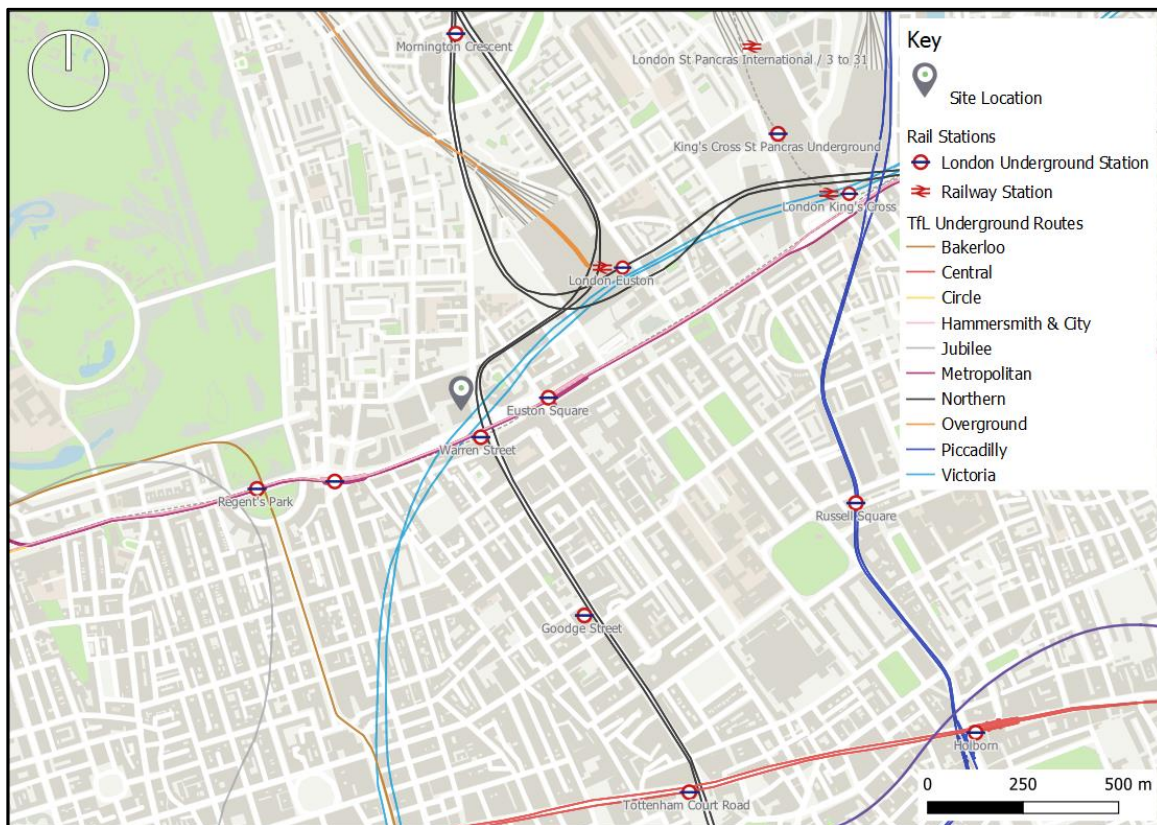 Mornington Crescent
London St Pancras International / 3 to 31
King's Cross St Pancras Underground
London King's Cross
London Euston
Euston Square
Warren Street
Regent's Park
Russell Square
Goodge Street
Holborn
Tottenham Court Road
Key
Site Location
Rail Stations
London Underground Station
Railway Station
TfL Underground Routes
Bakerloo
Central
Circle
Hammersmith & City
Jubilee
Metropolitan
Northern
Overground
Piccadilly
Victoria
0 250 500 m